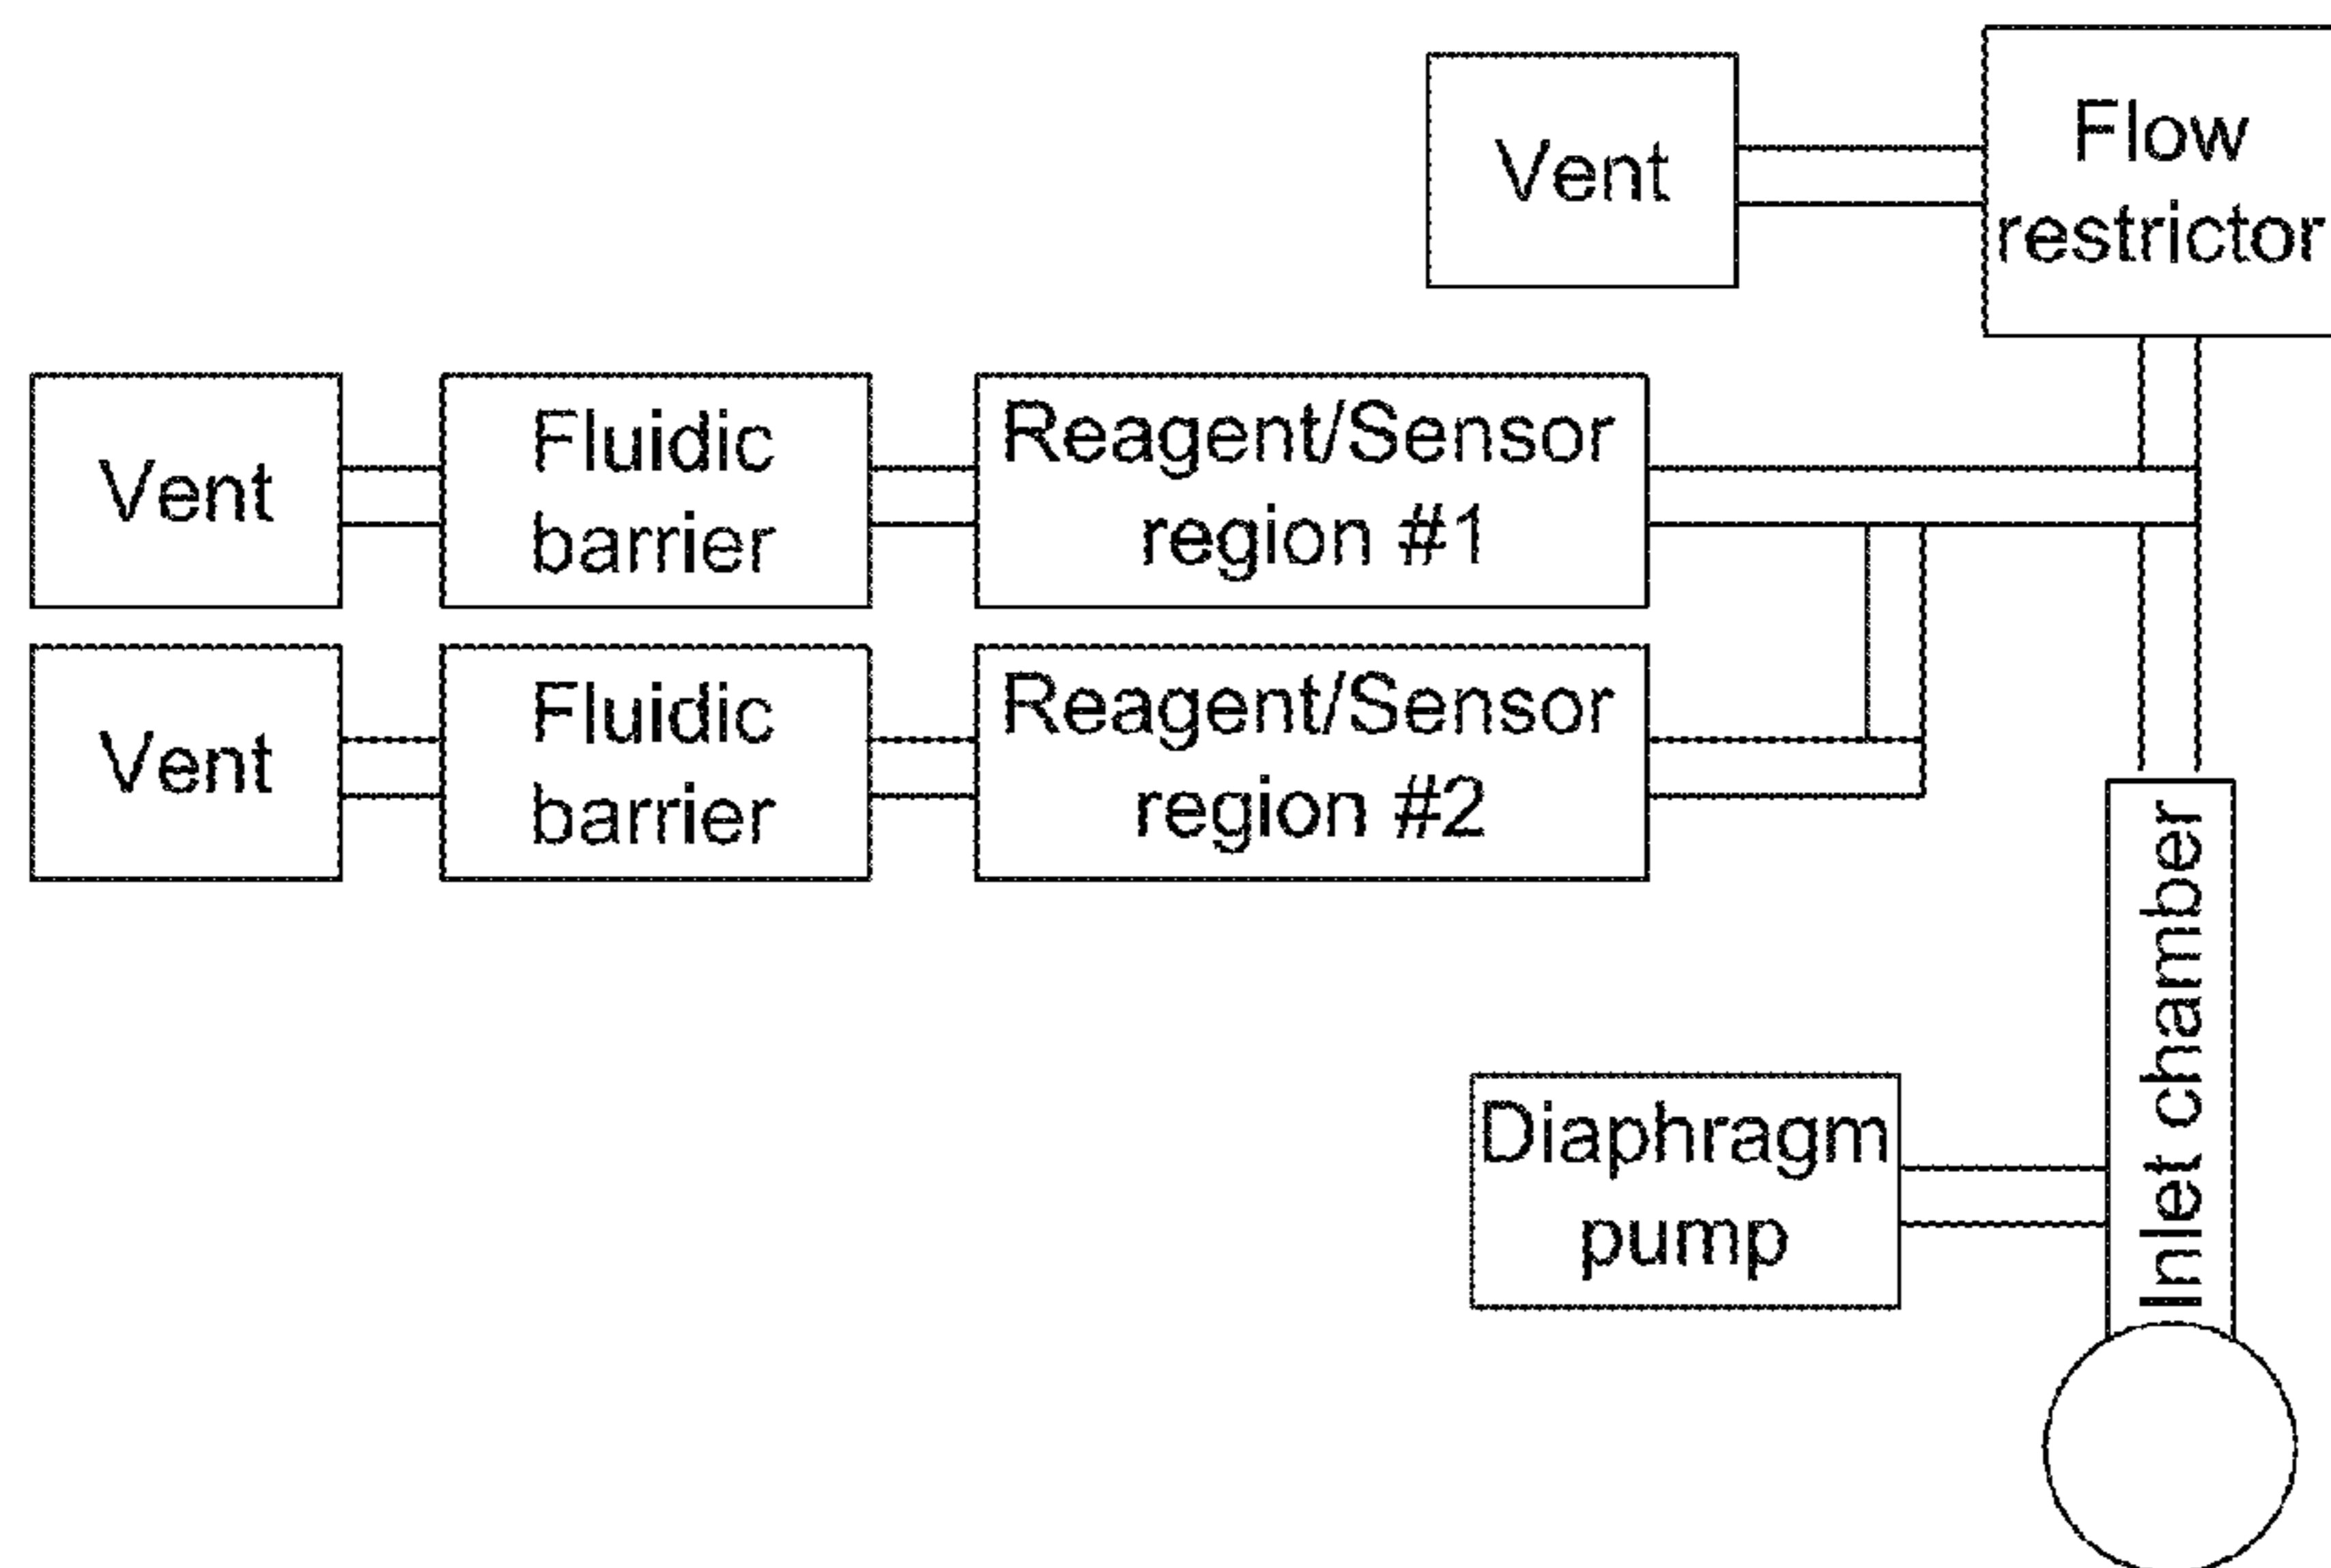 Vent
Flow
restrictor
Vent
Fluidic
barrier
Reagent/Sensor
region #1
Vent
Fluidic
barrier
Reagent/Sensor
region #2
Inlet chamber
Diaphragm
pump